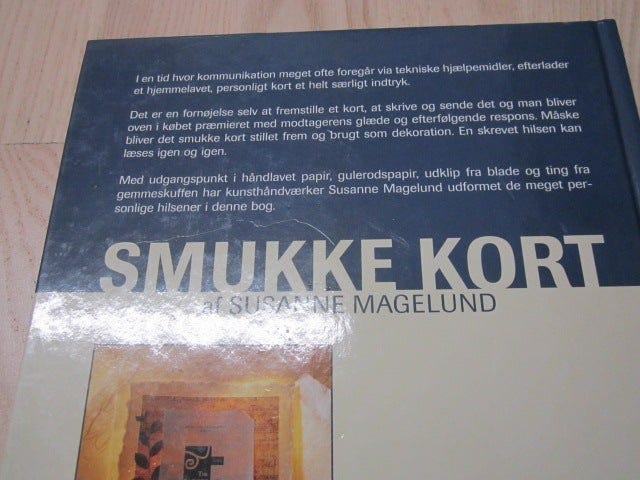 I en tid hvor kommunikation meget ofte foregår via tekniske hjælpemidler, efterlader
et hjemmelavet, personligt kort et helt særligt indtryk.
Det er en fornøjelse selv at fremstille et kort, at skrive og sende det og man bliver
oven i købet præmieret med modtagerens glæde og efterfølgende respons. Måske
bliver det smukke kort stillet frem og brugt som dekoration. En skrevet hilsen kan
læses igen og igen.
Med udgangspunkt i håndlavet papir, gulerodspapir, udklip fra blade og ting fra
gemmeskuffen har kunsthåndværker Susanne Magelund udformet de meget per-
sonlige hilsener i denne bog.
SMUKKE KORT
af SUSANNE MAGELUND